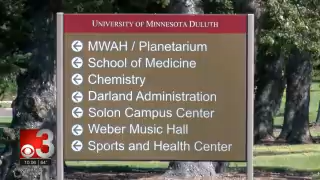 UNIVERSITY OF MINNESOTA DULUTH
MWAH / Planetarium
School of Medicine
Chemistry
Darland Administration
Solon Campus Center
Weber Music Hall
Sports and Health Center
3
64°